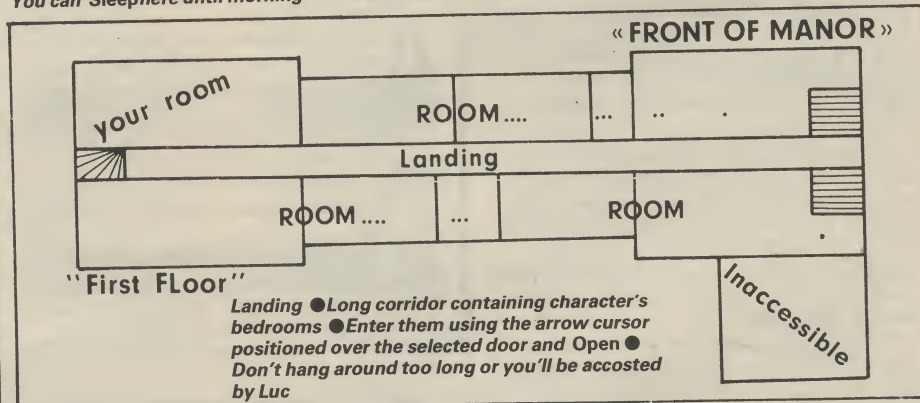 You can Sleep here until morning
« FRONT OF MANOR »
your room
ROOM....
...
..
.
Landing
ROOM....
...
ROOM
.
"First FLoor"
Inaccessible
Landing ●Long corridor containing character's
bedrooms ●Enter them using the arrow cursor
positioned over the selected door and Open ●
Don't hang around too long or you'll be accosted
by Luc